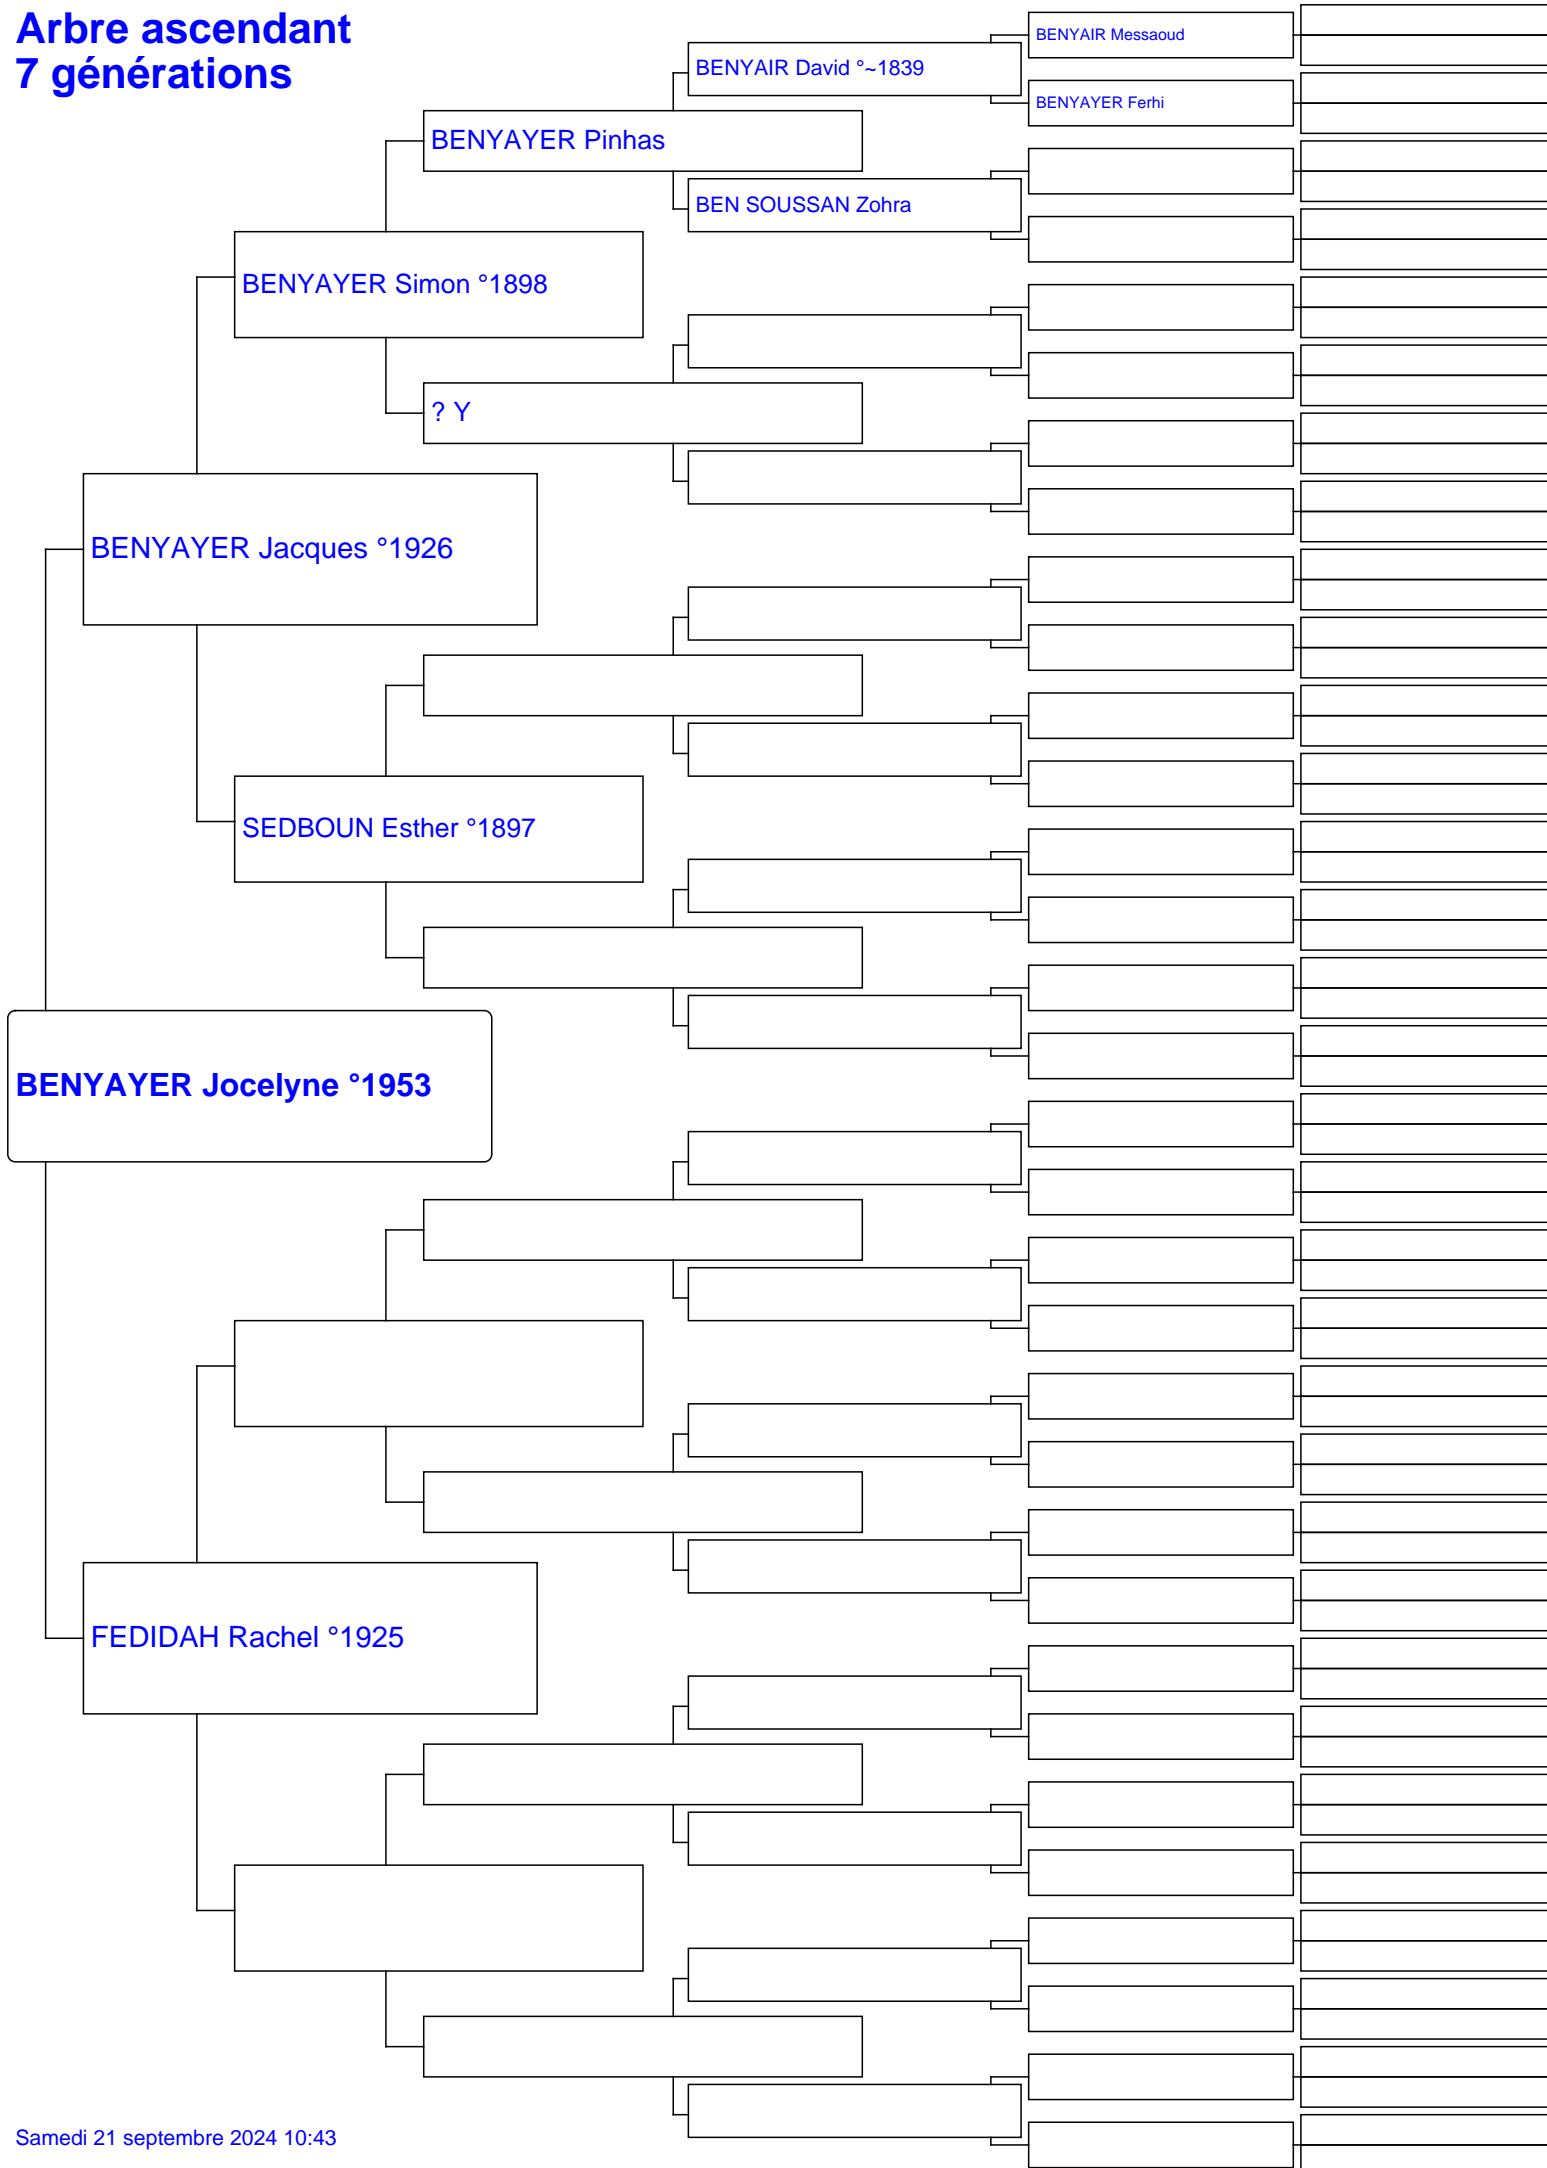 Arbre ascendant
7 générations
BENYAIR Messaoud
BENYAIR David °~1839
BENYAYER Ferhi
BENYAYER Pinhas
BEN SOUSSAN Zohra
BENYAYER Simon °1898
? Y
BENYAYER Jacques °1926
SEDBOUN Esther °1897
BENYAYER Jocelyne °1953
FEDIDAH Rachel °1925
Samedi 21 septembre 2024 10:43